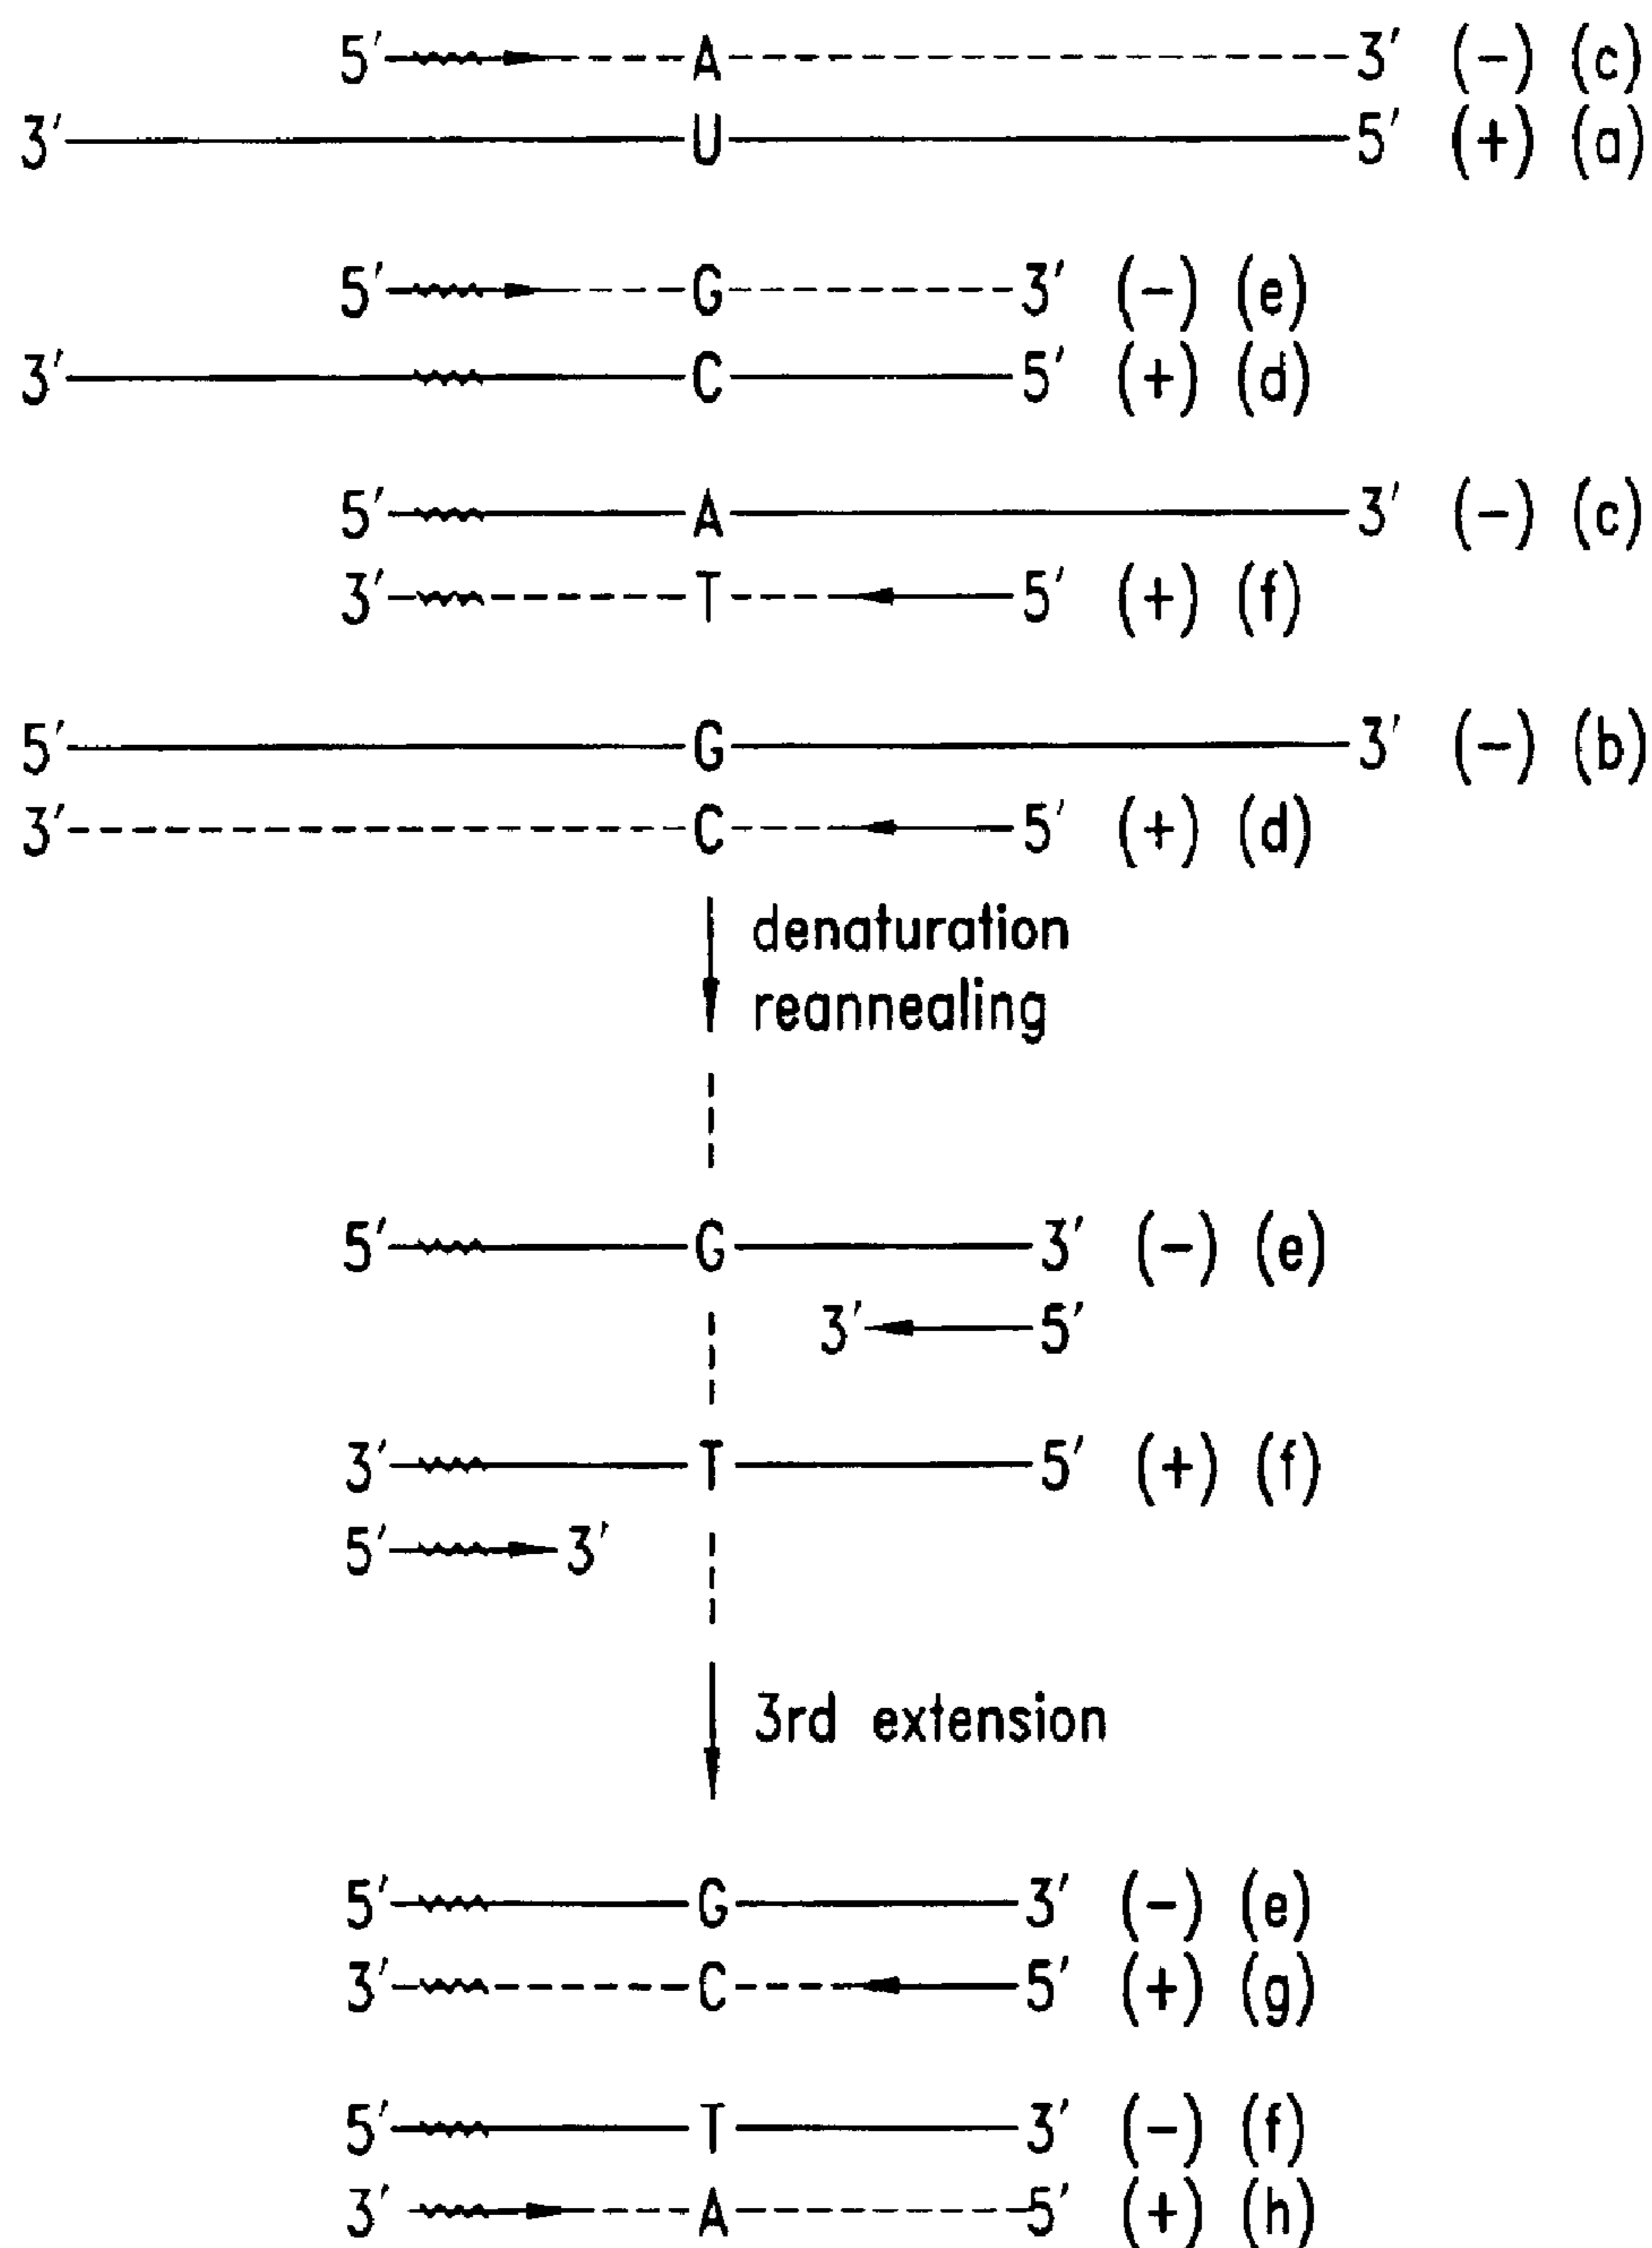 5′ A 3′ (-) (c)
3′ U 5′ (+) (a)
5′ G 3′ (-) (e)
3′ C 5′ (+) (d)
5′ A 3′ (-) (c)
3′ T 5′ (+) (f)
5′ G 3′ (-) (b)
3′ C 5′ (+) (d)
denaturation
reannealing
5′ G 3′ (-) (e)
3′ 5′
3′ T 5′ (+) (f)
5′ 3′
3rd extension
5′ G 3′ (-) (e)
3′ C 5′ (+) (g)
5′ T 3′ (-) (f)
3′ A 5′ (+) (h)